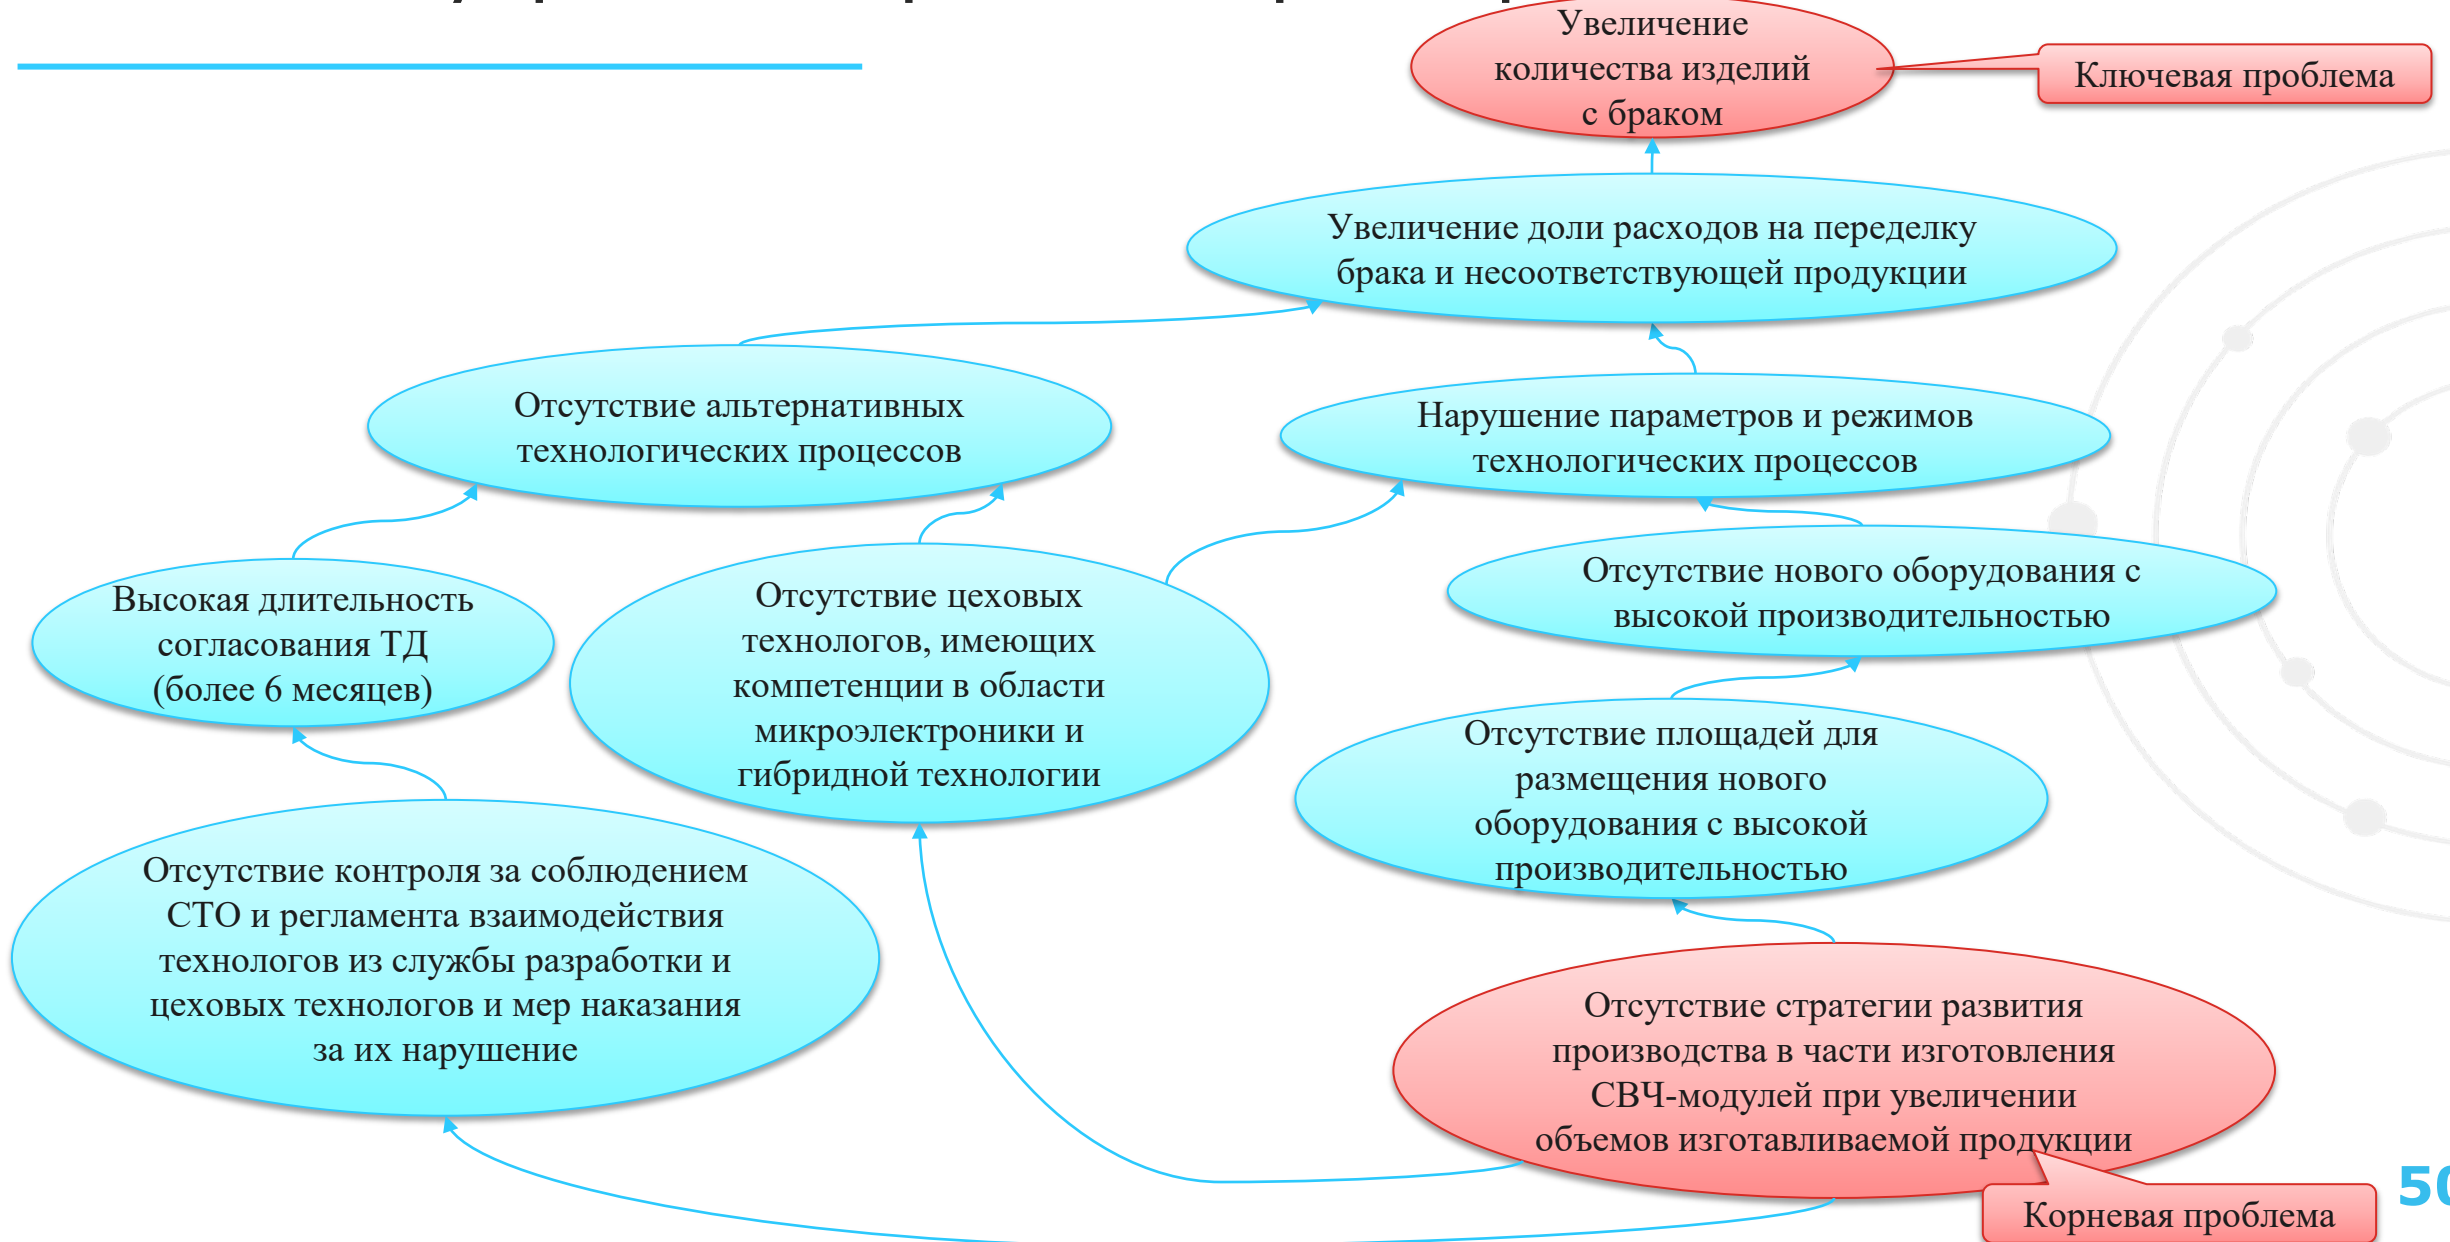 Увеличение
количества изделий
с браком
Ключевая проблема
Увеличение доли расходов на переделку
брака и несоответствующей продукции
Отсутствие альтернативных
технологических процессов
Нарушение параметров и режимов
технологических процессов
Высокая длительность
согласования ТД
(более 6 месяцев)
Отсутствие цеховых
технологов, имеющих
компетенции в области
микроэлектроники и
гибридной технологии
Отсутствие нового оборудования с
высокой производительностью
Отсутствие площадей для
размещения нового
оборудования с высокой
производительностью
Отсутствие контроля за соблюдением
СТО и регламента взаимодействия
технологов из службы разработки и
цеховых технологов и мер наказания
за их нарушение
Отсутствие стратегии развития
производства в части изготовления
СВЧ-модулей при увеличении
объемов изготавливаемой продукции
Корневая проблема
50